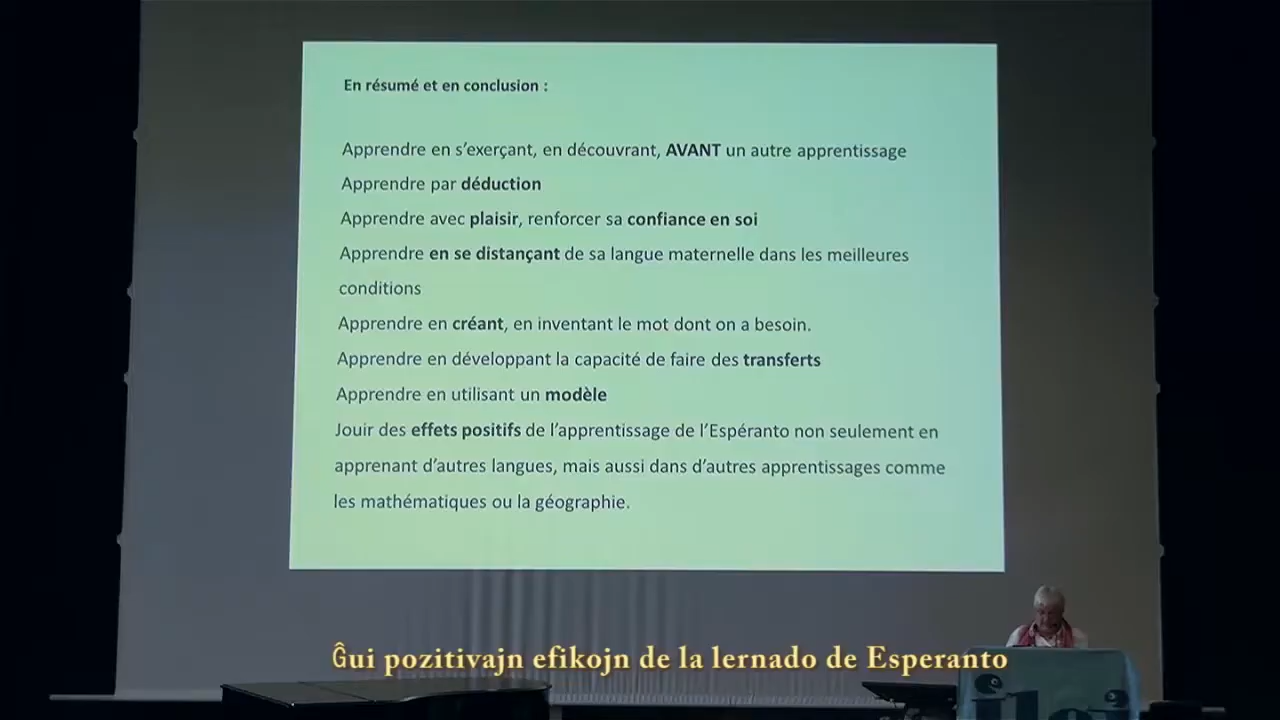 En résumé et en conclusion :
Apprendre en s’exerçant, en découvrant, AVANT un autre apprentissage
Apprendre par déduction
Apprendre avec plaisir, renforcer sa confiance en soi
Apprendre en se distançant de sa langue maternelle dans les meilleures
conditions
Apprendre en créant, en inventant le mot dont on a besoin.
Apprendre en développant la capacité de faire des transferts
Apprendre en utilisant un modèle
Jouir des effets positifs de l’apprentissage de l’Espéranto non seulement en
apprenant d’autres langues, mais aussi dans d’autres apprentissages comme
les mathématiques ou la géographie.
Ĝui pozitivajn efikojn de la lernado de Esperanto